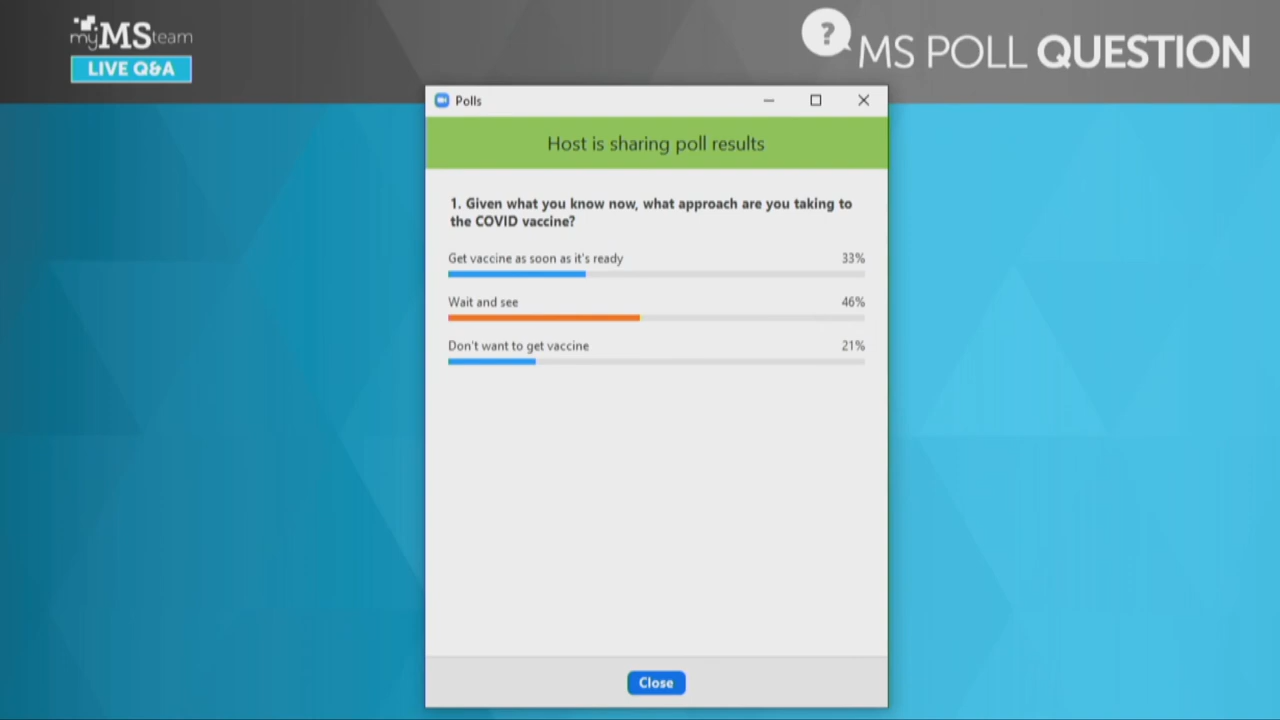 myMSteam
LIVE Q&A
?
MS POLL QUESTION
Polls
Host is sharing poll results
1. Given what you know now, what approach are you taking to
the COVID vaccine?
Get vaccine as soon as it's ready 33%
Wait and see 46%
Don't want to get vaccine 21%
Close